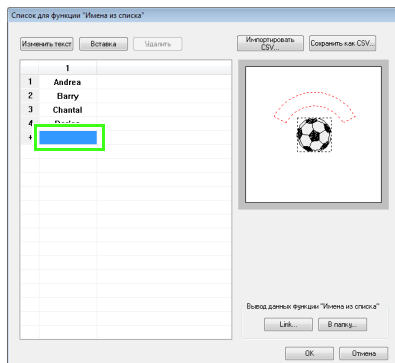 Список для функции "Имена из списка"
Изменить текст Вставка Удалить Импортировать CSV... Сохранить как CSV...
1
1 Andrea
2 Barry
3 Chantal
4
+
Вывод данных функции "Имена из списка"
Link... В папку...
OK Отмена